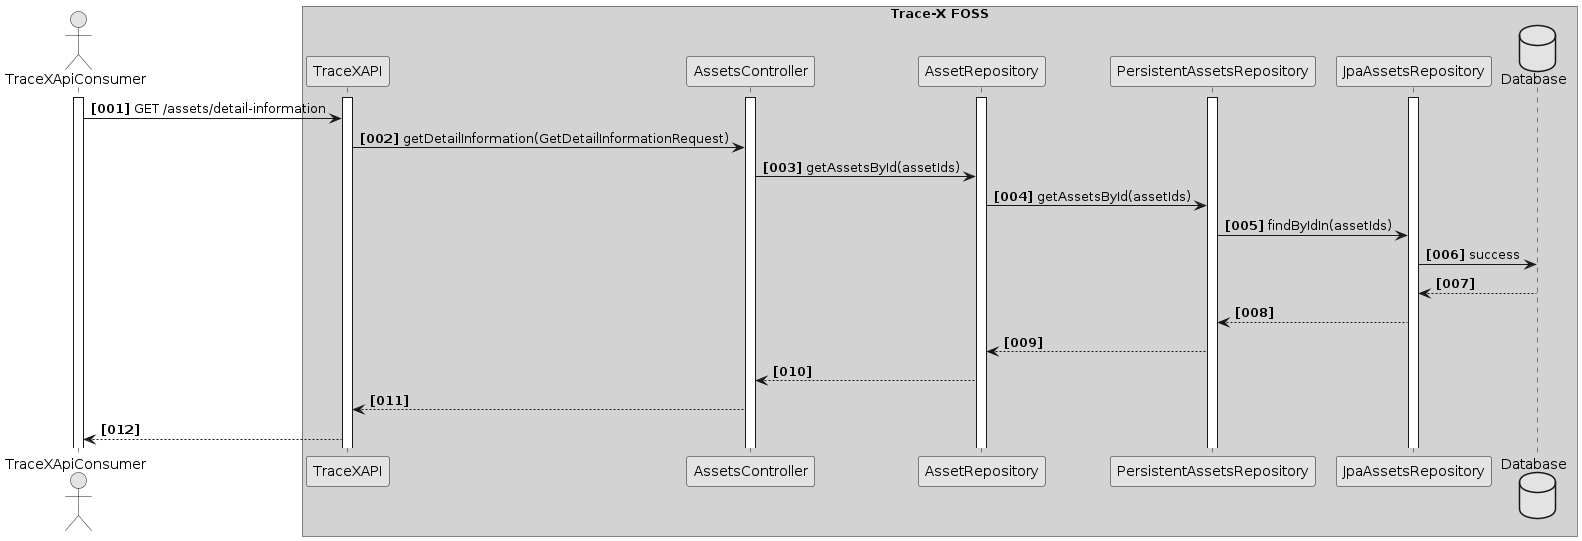 Trace-X FOSS
TraceXApiConsumer
TraceXAPI
AssetsController
AssetRepository
PersistentAssetsRepository
JpaAssetsRepository
Database
[001] GET /assets/detail-information
[002] getDetailInformation(GetDetailInformationRequest)
[003] getAssetsById(assetIds)
[004] getAssetsById(assetIds)
[005] findByIdIn(assetIds)
[006] success
[007]
[008]
[009]
[010]
[011]
[012]
TraceXApiConsumer
TraceXAPI
AssetsController
AssetRepository
PersistentAssetsRepository
JpaAssetsRepository
Database